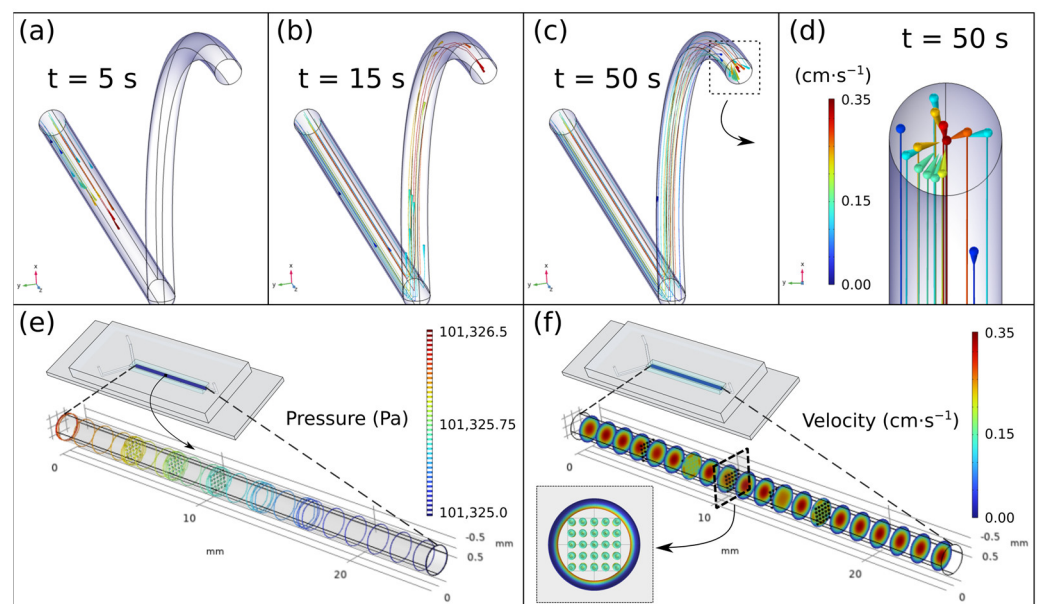 (a)
t = 5 s
x
y
z
(b)
t = 15 s
x
y
z
(c)
t = 50 s
x
y
z
(d)
t = 50 s
(cm·s⁻¹)
0.35
0.15
0.00
x
y
z
(e)
Pressure (Pa)
101,326.5
101,325.75
101,325.0
0
10
mm
20
-0.5
mm
0.5
0
(f)
Velocity (cm·s⁻¹)
0.35
0.15
0.00
0
10
mm
20
-0.5
mm
0.5
0